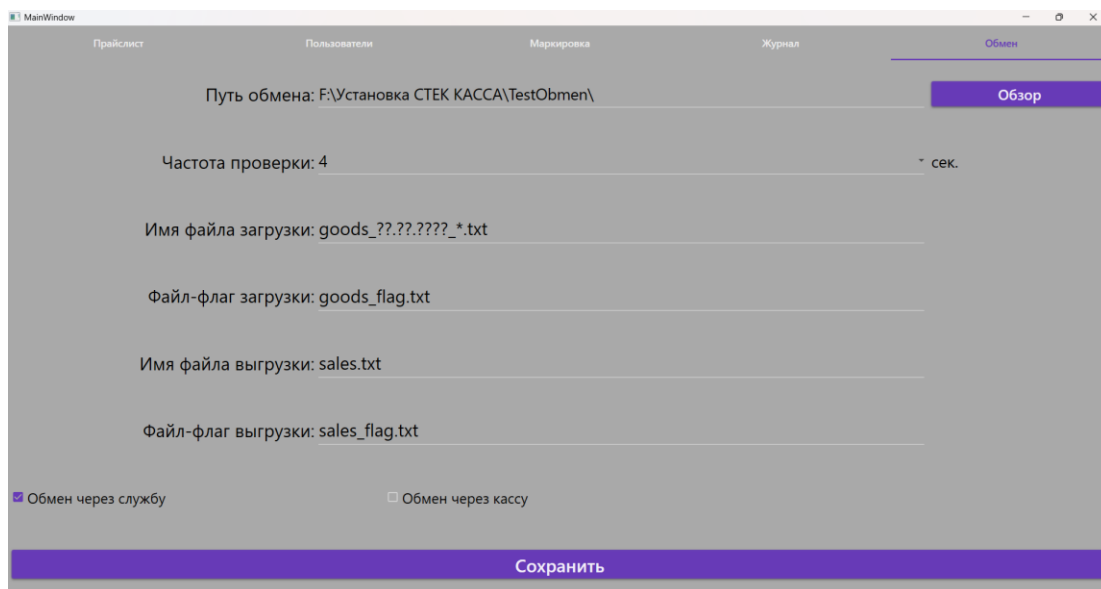 MainWindow
Прайслист Пользователи Маркировка Журнал Обмен
Путь обмена: F:\Установка СТЕК КАССА\TestObmen\ Обзор
Частота проверки: 4 сек.
Имя файла загрузки: goods_??.??.????_*.txt
Файл-флаг загрузки: goods_flag.txt
Имя файла выгрузки: sales.txt
Файл-флаг выгрузки: sales_flag.txt
Обмен через службу Обмен через кассу
Сохранить